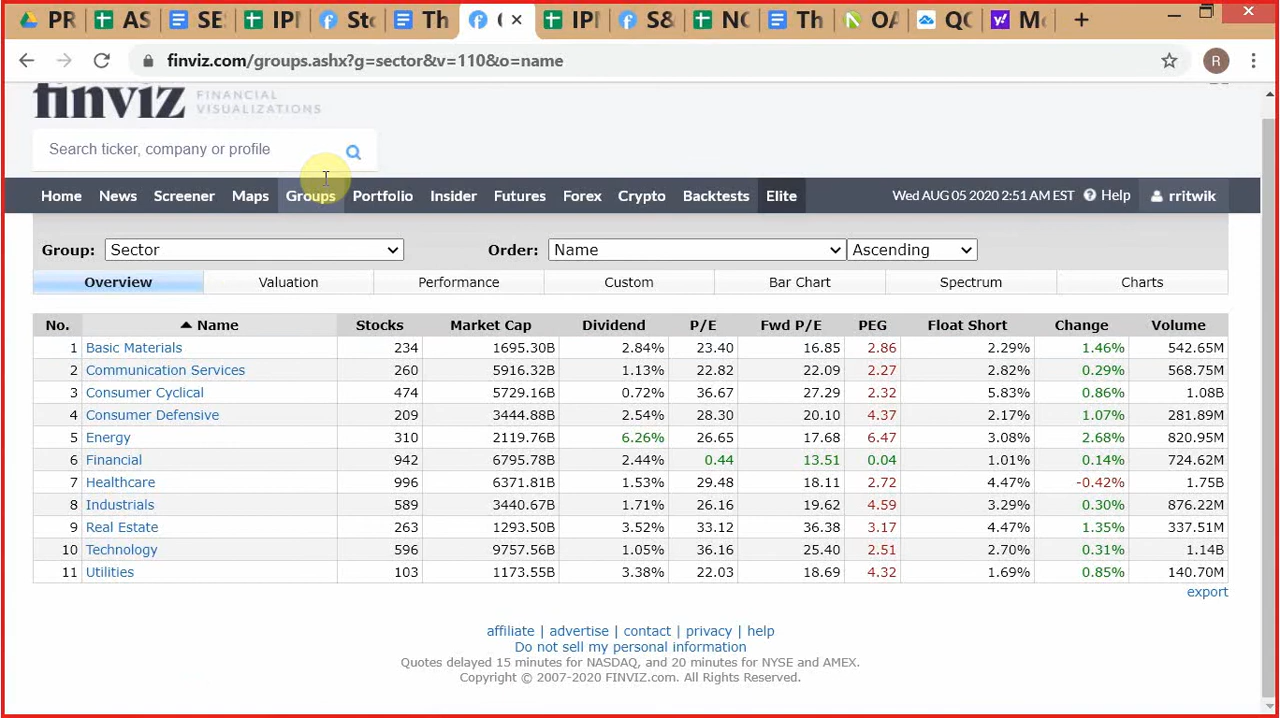 PR AS SE IPI Sto Th ( × IPI S& NC Th OA QC Mc +
finviz.com/groups.ashx?g=sector&v=110&o=name R
finviz FINANCIAL
VISUALIZATIONS
Search ticker, company or profile
Home News Screener Maps Groups Portfolio Insider Futures Forex Crypto Backtests Elite Wed AUG 05 2020 2:51 AM EST Help rritwik
Group: Sector Order: Name Ascending
Overview Valuation Performance Custom Bar Chart Spectrum Charts
No. Name Stocks Market Cap Dividend P/E Fwd P/E PEG Float Short Change Volume
1 Basic Materials 234 1695.30B 2.84% 23.40 16.85 2.86 2.29% 1.46% 542.65M
2 Communication Services 260 5916.32B 1.13% 22.82 22.09 2.27 2.82% 0.29% 568.75M
3 Consumer Cyclical 474 5729.16B 0.72% 36.67 27.29 2.32 5.83% 0.86% 1.08B
4 Consumer Defensive 209 3444.88B 2.54% 28.30 20.10 4.37 2.17% 1.07% 281.89M
5 Energy 310 2119.76B 6.26% 26.65 17.68 6.47 3.08% 2.68% 820.95M
6 Financial 942 6795.78B 2.44% 0.44 13.51 0.04 1.01% 0.14% 724.62M
7 Healthcare 996 6371.81B 1.53% 29.48 18.11 2.72 4.47% -0.42% 1.75B
8 Industrials 589 3440.67B 1.71% 26.16 19.62 4.59 3.29% 0.30% 876.22M
9 Real Estate 263 1293.50B 3.52% 33.12 36.38 3.17 4.47% 1.35% 337.51M
10 Technology 596 9757.56B 1.05% 36.16 25.40 2.51 2.70% 0.31% 1.14B
11 Utilities 103 1173.55B 3.38% 22.03 18.69 4.32 1.69% 0.85% 140.70M
export
affiliate | advertise | contact | privacy | help
Do not sell my personal information
Quotes delayed 15 minutes for NASDAQ, and 20 minutes for NYSE and AMEX.
Copyright © 2007-2020 FINVIZ.com. All Rights Reserved.